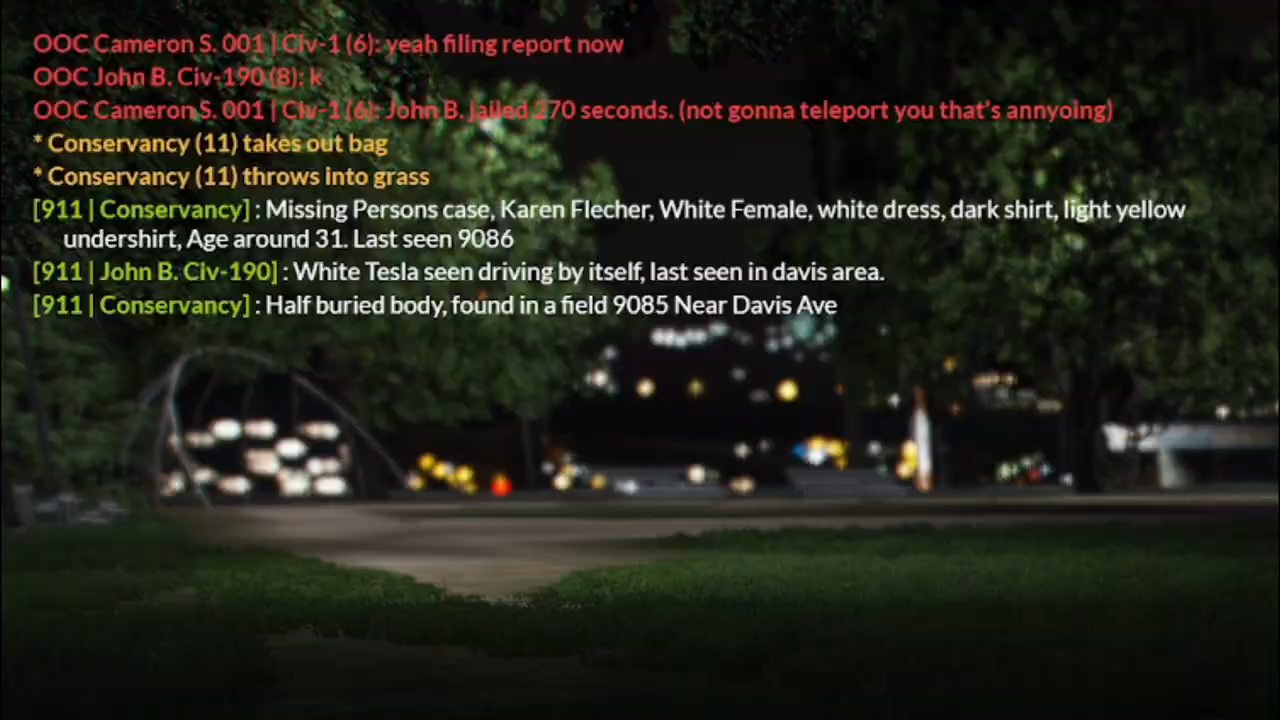 OOC Cameron S. 001 | Civ-1 (6): yeah filing report now
OOC John B. Civ-190 (8): k
OOC Cameron S. 001 | Civ-1 (6): John B. jailed 270 seconds. (not gonna teleport you that's annyoing)
* Conservancy (11) takes out bag
* Conservancy (11) throws into grass
[911 | Conservancy] : Missing Persons case, Karen Flecher, White Female, white dress, dark shirt, light yellow
undershirt, Age around 31. Last seen 9086
[911 | John B. Civ-190] : White Tesla seen driving by itself, last seen in davis area.
[911 | Conservancy] : Half buried body, found in a field 9085 Near Davis Ave